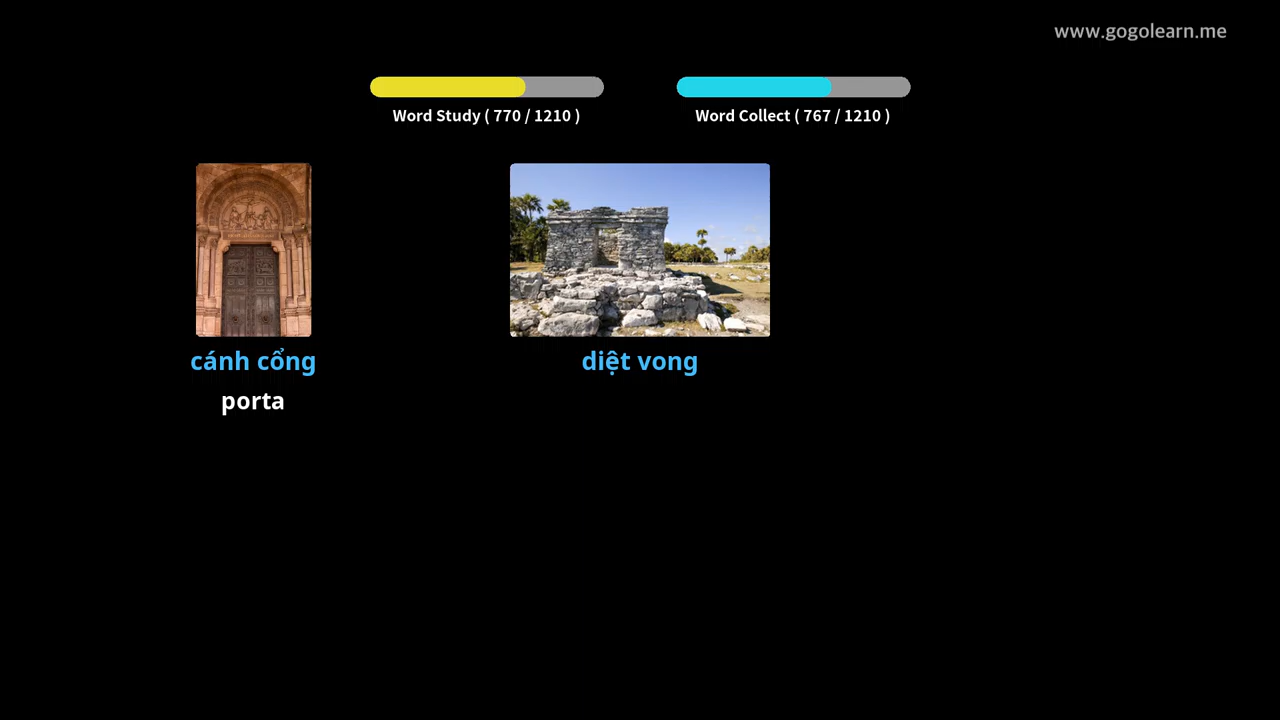 www.gogolearn.me
Word Study ( 770 / 1210 )
Word Collect ( 767 / 1210 )
cánh cổng
porta
diệt vong